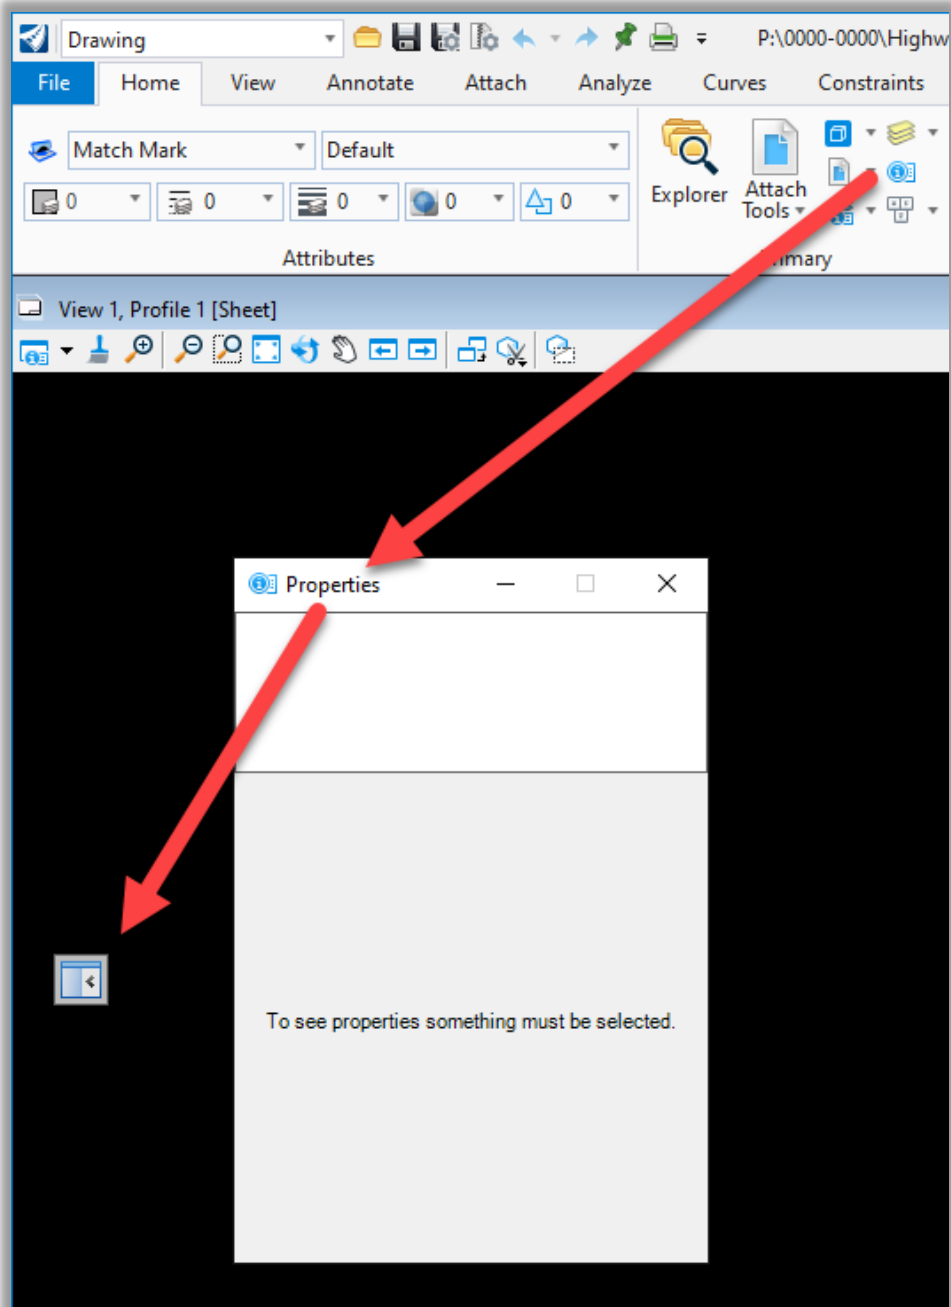 Drawing
P:\0000-0000\Highw
File Home View Annotate Attach Analyze Curves Constraints
Match Mark Default
0 0 0 0 0
Explorer Attach Tools
Attributes
View 1, Profile 1 [Sheet]
Properties
To see properties something must be selected.